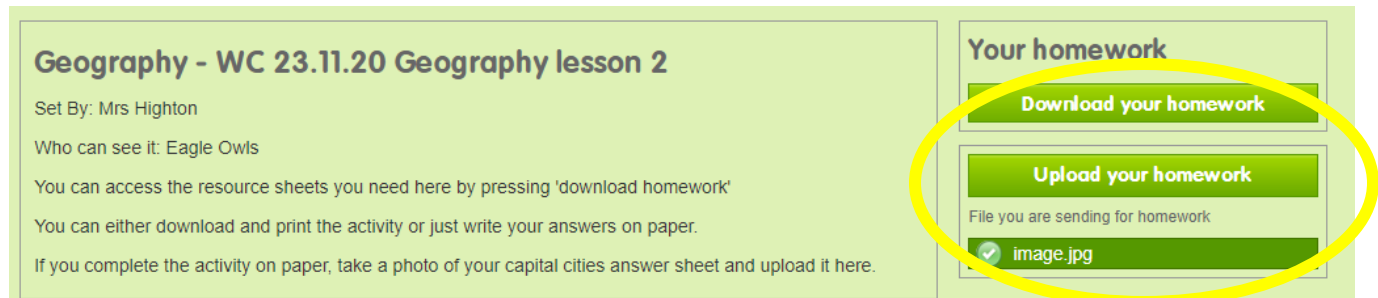 Geography - WC 23.11.20 Geography lesson 2
Set By: Mrs Highton
Who can see it: Eagle Owls
You can access the resource sheets you need here by pressing 'download homework'
You can either download and print the activity or just write your answers on paper.
If you complete the activity on paper, take a photo of your capital cities answer sheet and upload it here.
Your homework
Download your homework
Upload your homework
File you are sending for homework
image.jpg